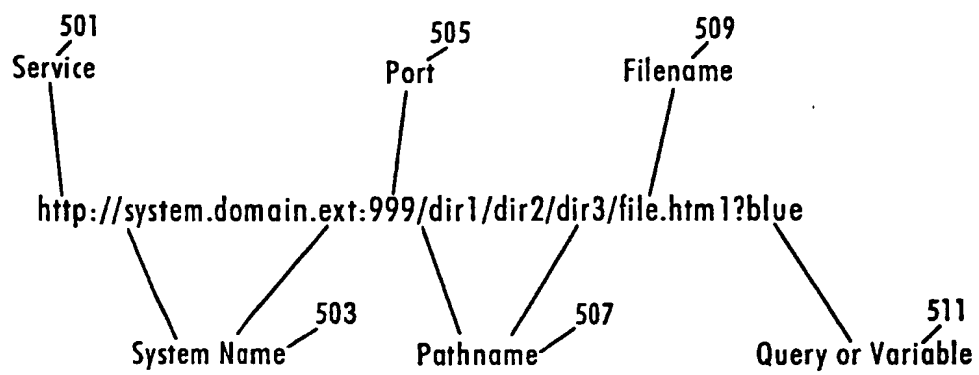 501 505 509
Service Port Filename
http://system.domain.ext:999/dir1/dir2/dir3/file.htm1?blue
503 507 511
System Name Pathname Query or Variable